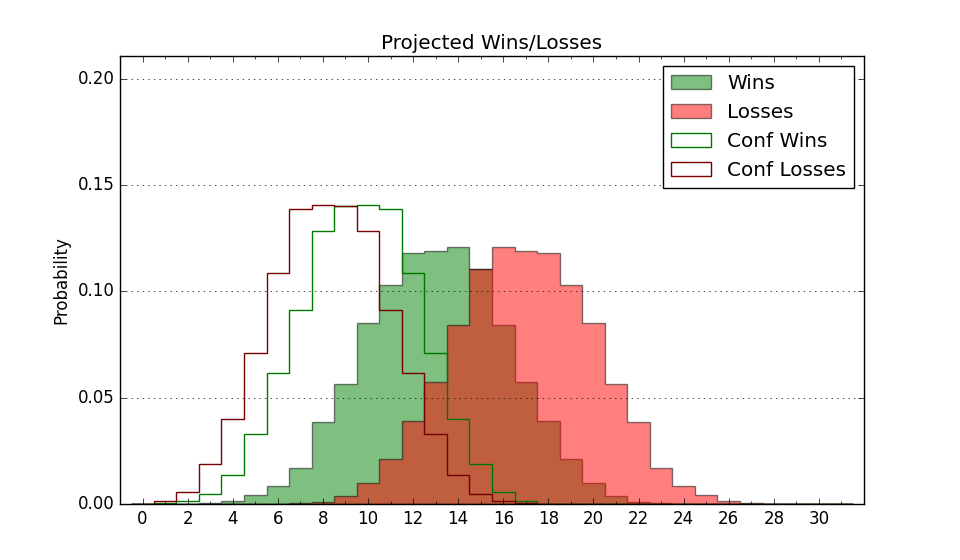 Projected Wins/Losses
0.20
0.15
0.10
0.05
0.00
Probability
Wins
Losses
Conf Wins
Conf Losses
0 2 4 6 8 10 12 14 16 18 20 22 24 26 28 30